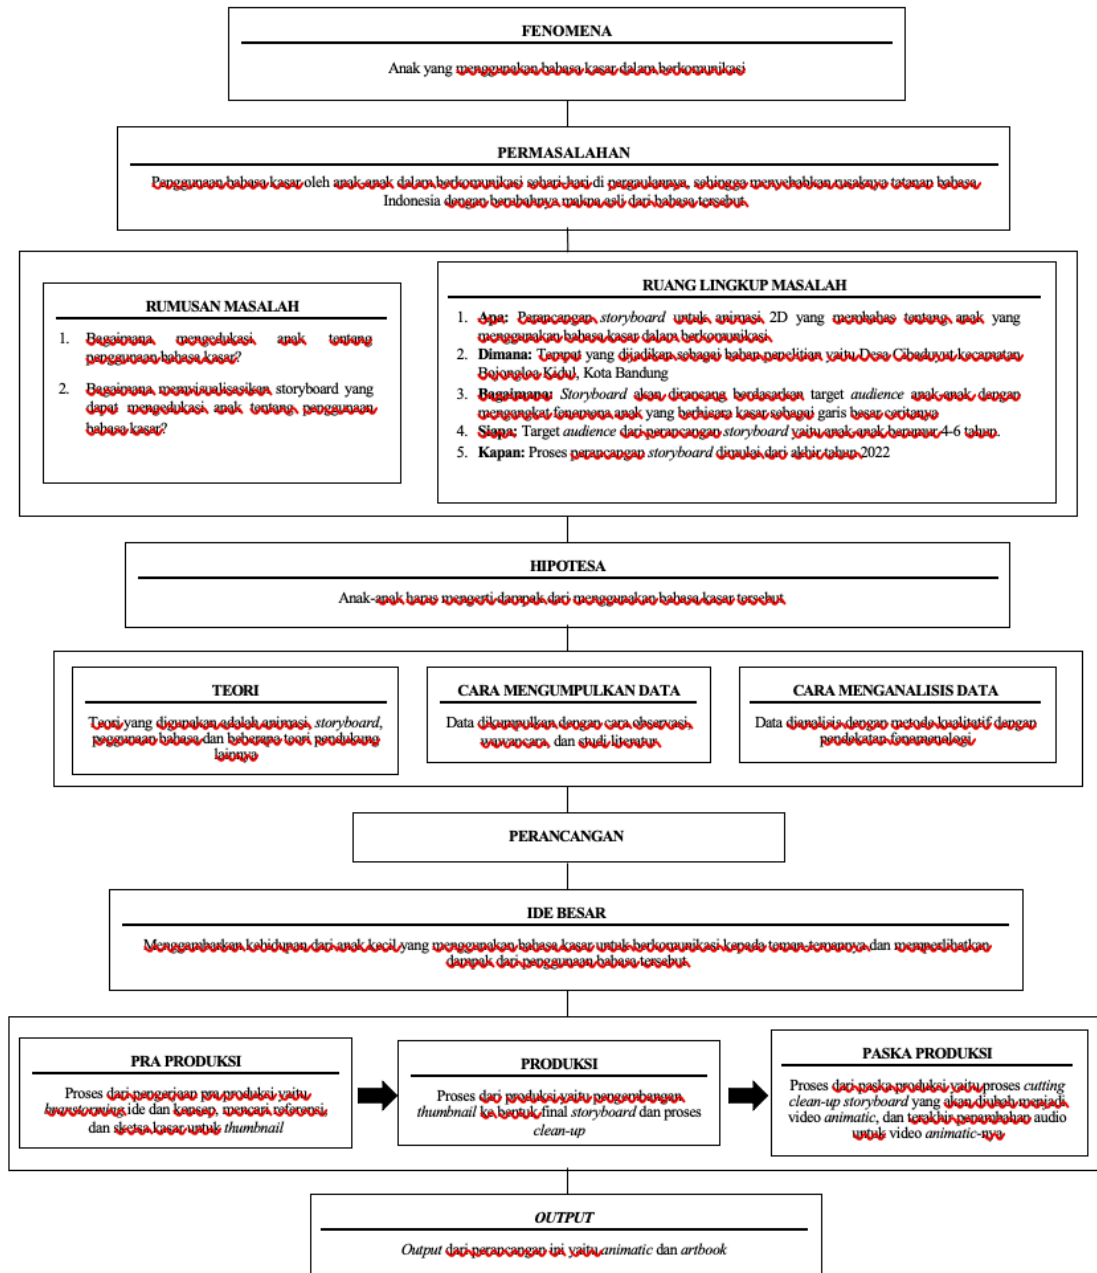 FENOMENA
Anak yang menggunakan bahasa kasar dalam berkomunikasi
PERMASALAHAN
Penggunaan bahasa kasar oleh anak-anak dalam berkomunikasi sehari-hari di pergaulannya, sehingga menyebabkan rusaknya tatanan bahasa
Indonesia dengan berubahnya makna asli dari bahasa tersebut.
RUMUSAN MASALAH
1. Bagaimana mengedukasi anak tentang
penggunaan bahasa kasar?
2. Bagaimana memvisualisasikan storyboard yang
dapat mengedukasi anak tentang penggunaan
bahasa kasar?
RUANG LINGKUP MASALAH
1. Apa: Perancangan storyboard untuk animasi 2D yang membahas tentang anak yang
menggunakan bahasa kasar dalam berkomunikasi.
2. Dimana: Tempat yang dijadikan sebagai bahan penelitian yaitu Desa Cibaduyut kecamatan
Bojongloa Kidul, Kota Bandung
3. Bagaimana: Storyboard akan dirancang berdasarkan target audience anak-anak dengan
mengangkat fenomena anak yang berbicara kasar sebagai garis besar ceritanya
4. Siapa: Target audience dari perancangan storyboard yaitu anak-anak berumur 4-6 tahun.
5. Kapan: Proses perancangan storyboard dimulai dari akhir tahun 2022
HIPOTESA
Anak-anak harus mengerti dampak dari menggunakan bahasa kasar tersebut.
TEORI
Teori yang digunakan adalah animasi, storyboard,
peggunaan bahasa dan beberapa teori pendukung
lainnya
CARA MENGUMPULKAN DATA
Data dikumpulkan dengan cara observasi,
wawancara, dan studi literatur.
CARA MENGANALISIS DATA
Data dianalisis dengan metode kualitatif dengan
pendekatan fenomenologi.
PERANCANGAN
IDE BESAR
Menggambarkan kehidupan dari anak kecil yang menggunakan bahasa kasar untuk berkomunikasi kepada teman-temannya dan memperlihatkan
dampak dari penggunaan bahasa tersebut.
PRA PRODUKSI
Proses dari pengerjaan pra produksi yaitu
braistorming ide dan konsep, mencari referensi,
dan sketsa kasar untuk thumbnail
PRODUKSI
Proses dari produksi yaitu pengembangan
thumbnail ke bentuk final storyboard dan proses
clean-up
PASKA PRODUKSI
Proses dari paska produksi yaitu proses cutting
clean-up storyboard yang akan diubah menjadi
video animatic, dan terakhir penambahan audio
untuk video animatic-nya.
OUTPUT
Output dari perancangan ini yaitu animatic dan artbook